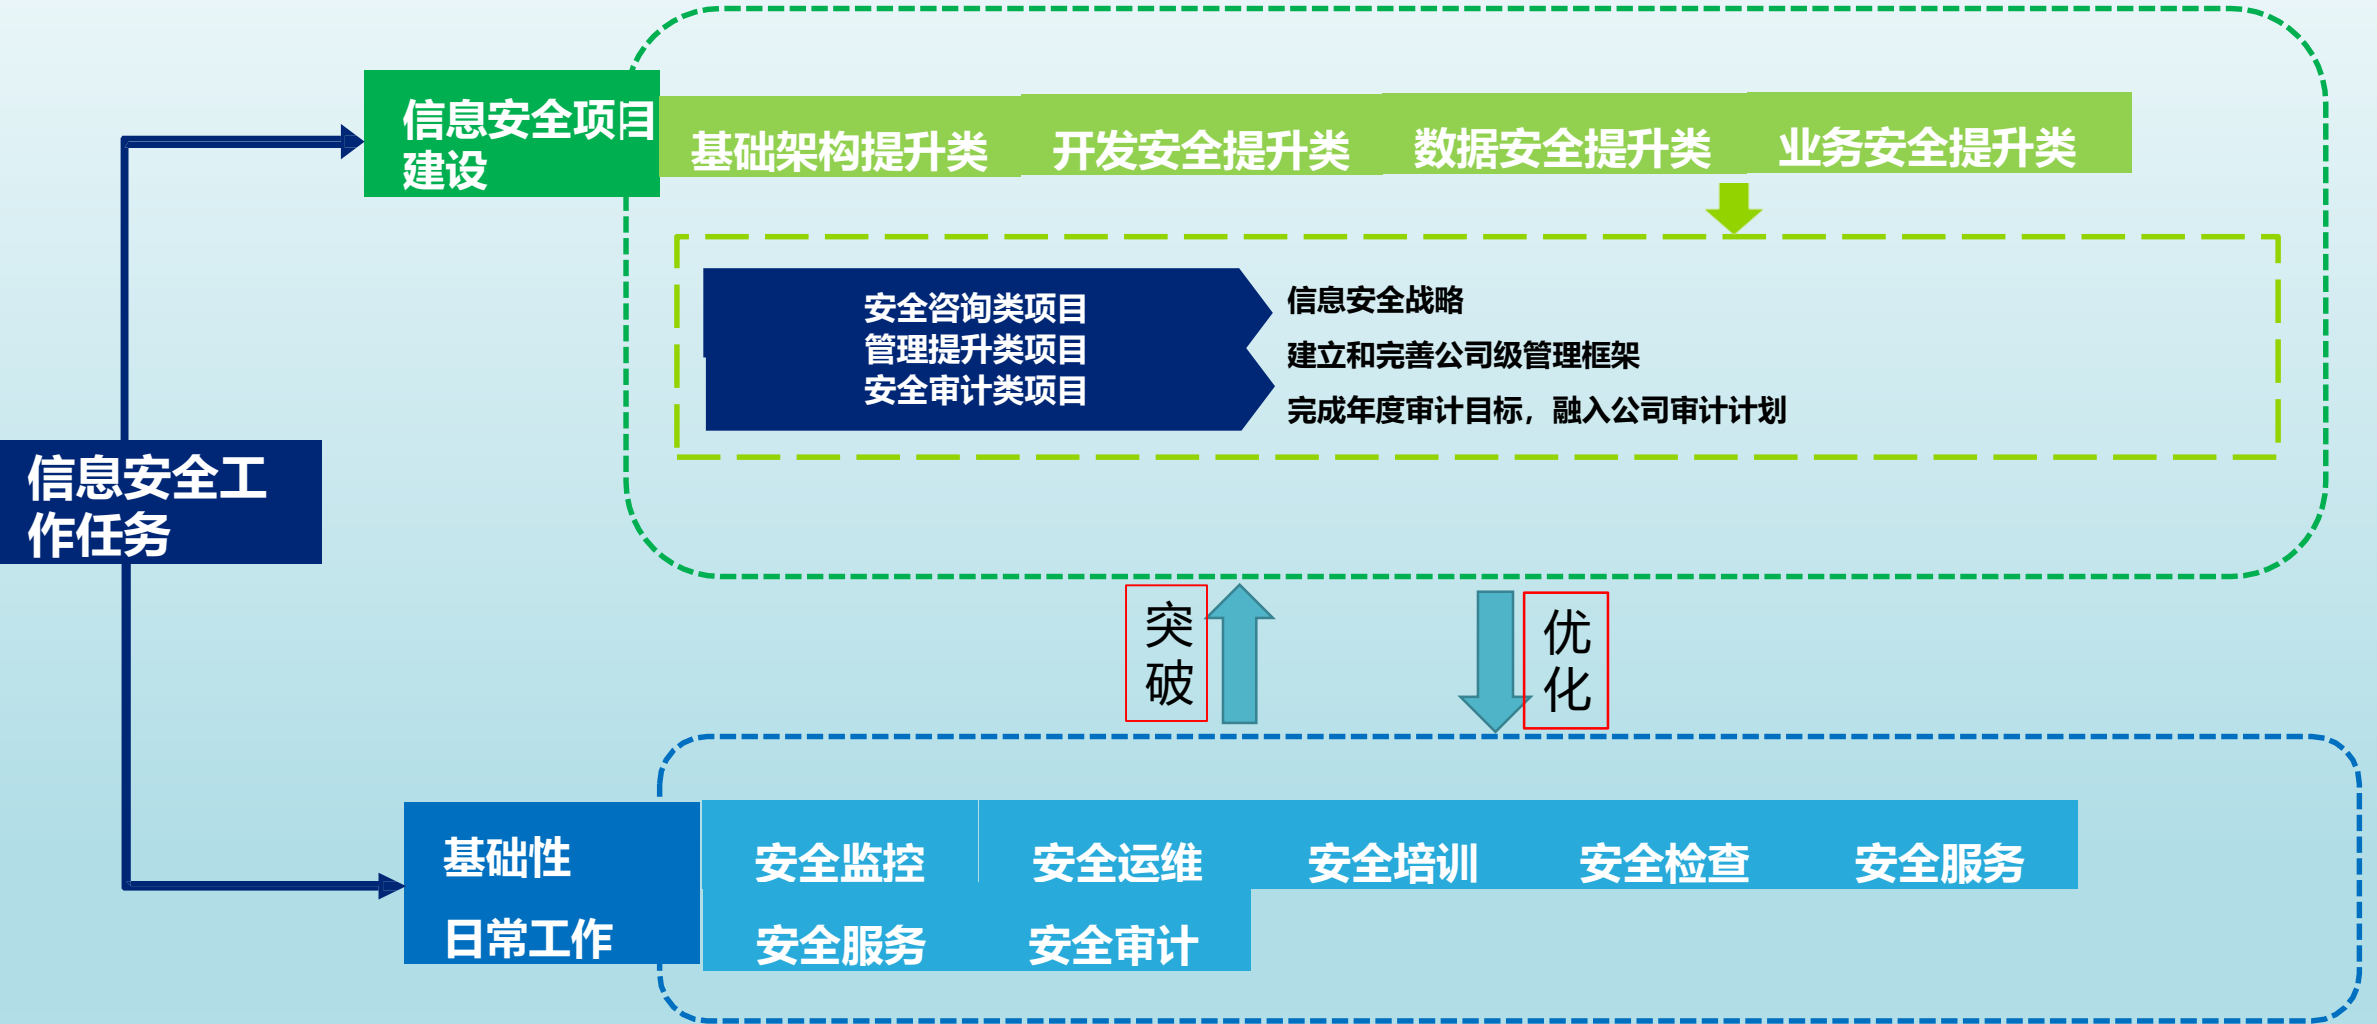 信息安全项目
建设
基础架构提升类
开发安全提升类
数据安全提升类
业务安全提升类
安全咨询类项目
管理提升类项目
安全审计类项目
信息安全战略
建立和完善公司级管理框架
完成年度审计目标，融入公司审计计划
信息安全工
作任务
突
破
优
化
基础性
日常工作
安全监控
安全运维
安全培训
安全检查
安全服务
安全服务
安全审计